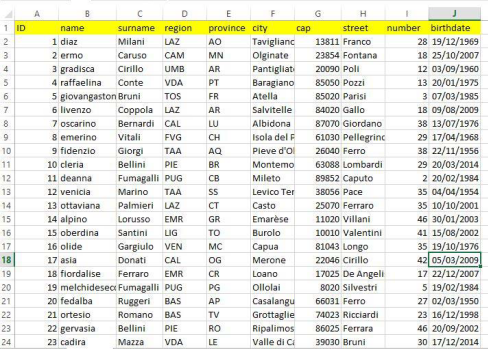 A B C D E F G H I J
1 ID name surname region province city cap street number birthdate
2 1 diaz Milani LAZ AO Taviglianc 13811 Franco 28 19/12/1969
3 2 ermo Caruso CAM MN Olginate 23854 Fontana 18 25/10/2007
4 3 gradisca Cirillo UMB AR Pantigliat 20090 Poli 12 03/09/1960
5 4 raffaelina Conte VDA PT Baragiano 85050 Pozzi 13 20/01/1975
6 5 giovangaston Bruni TOS FR Atella 85020 Parisi 3 07/03/1985
7 6 livenzo Coppola LAZ AR Salvitelle 84020 Gallo 18 09/08/2009
8 7 oscarino Bernardi CAL LU Albidona 87070 Giordano 38 13/07/1976
9 8 emerino Vitali FVG CH Isola del F 61030 Pellegrinc 29 17/04/1968
10 9 fidenzio Giorgi TAA AQ Pieve d'O 26040 Ferro 38 22/11/1956
11 10 cleria Bellini PIE BR Montemo 63088 Lombardi 29 20/03/2014
12 11 deanna Fumagalli PUG CB Mileto 89852 Caputo 2 20/02/1984
13 12 venicia Marino TAA SS Levico Ter 38056 Pace 35 04/04/1954
14 13 ottaviana Palmieri LAZ CT Casto 25070 Ferraro 35 10/10/2001
15 14 alpino Lorusso EMR GR Emarèse 11020 Villani 46 30/01/2003
16 15 oberdina Santini LIG TO Burolo 10010 Valentini 41 15/08/2002
17 16 olide Gargiulo VEN MC Capua 81043 Longo 35 19/10/1976
18 17 asia Donati CAL OG Merone 22046 Cirillo 42 05/03/2009
19 18 fiordalise Ferraro EMR CR Loano 17025 De Angeli 17 22/12/2007
20 19 melchidesec Fumagalli PUG PG Ollolai 8020 Silvestri 5 19/02/1984
21 20 fedalba Ruggeri BAS AP Casalangu 66031 Ferro 27 02/03/1950
22 21 ortesio Romano BAS TV Grottaglie 74023 Ricciardi 23 16/12/1998
23 22 gervasia Bellini PIE RO Ripalimos 86025 Ferrara 46 20/09/2002
24 23 cadira Mazza VDA LE Valle di Ca 39030 Bruni 30 17/12/2014